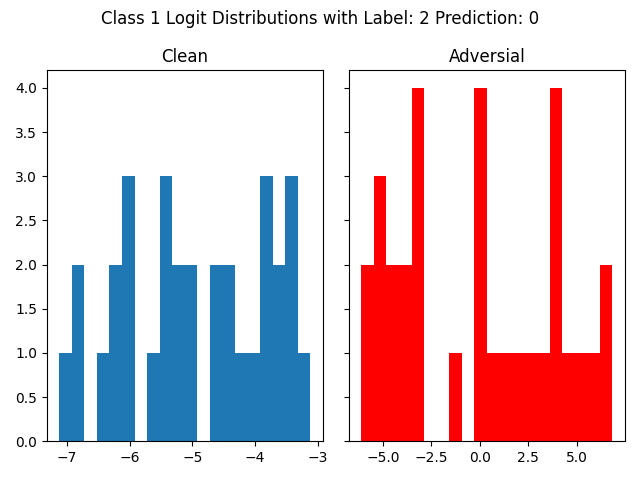 Class 1 Logit Distributions with Label: 2 Prediction: 0
Clean
Adversial
4.0
3.5
3.0
2.5
2.0
1.5
1.0
0.5
0.0
−7 −6 −5 −4 −3
−5.0 −2.5 0.0 2.5 5.0